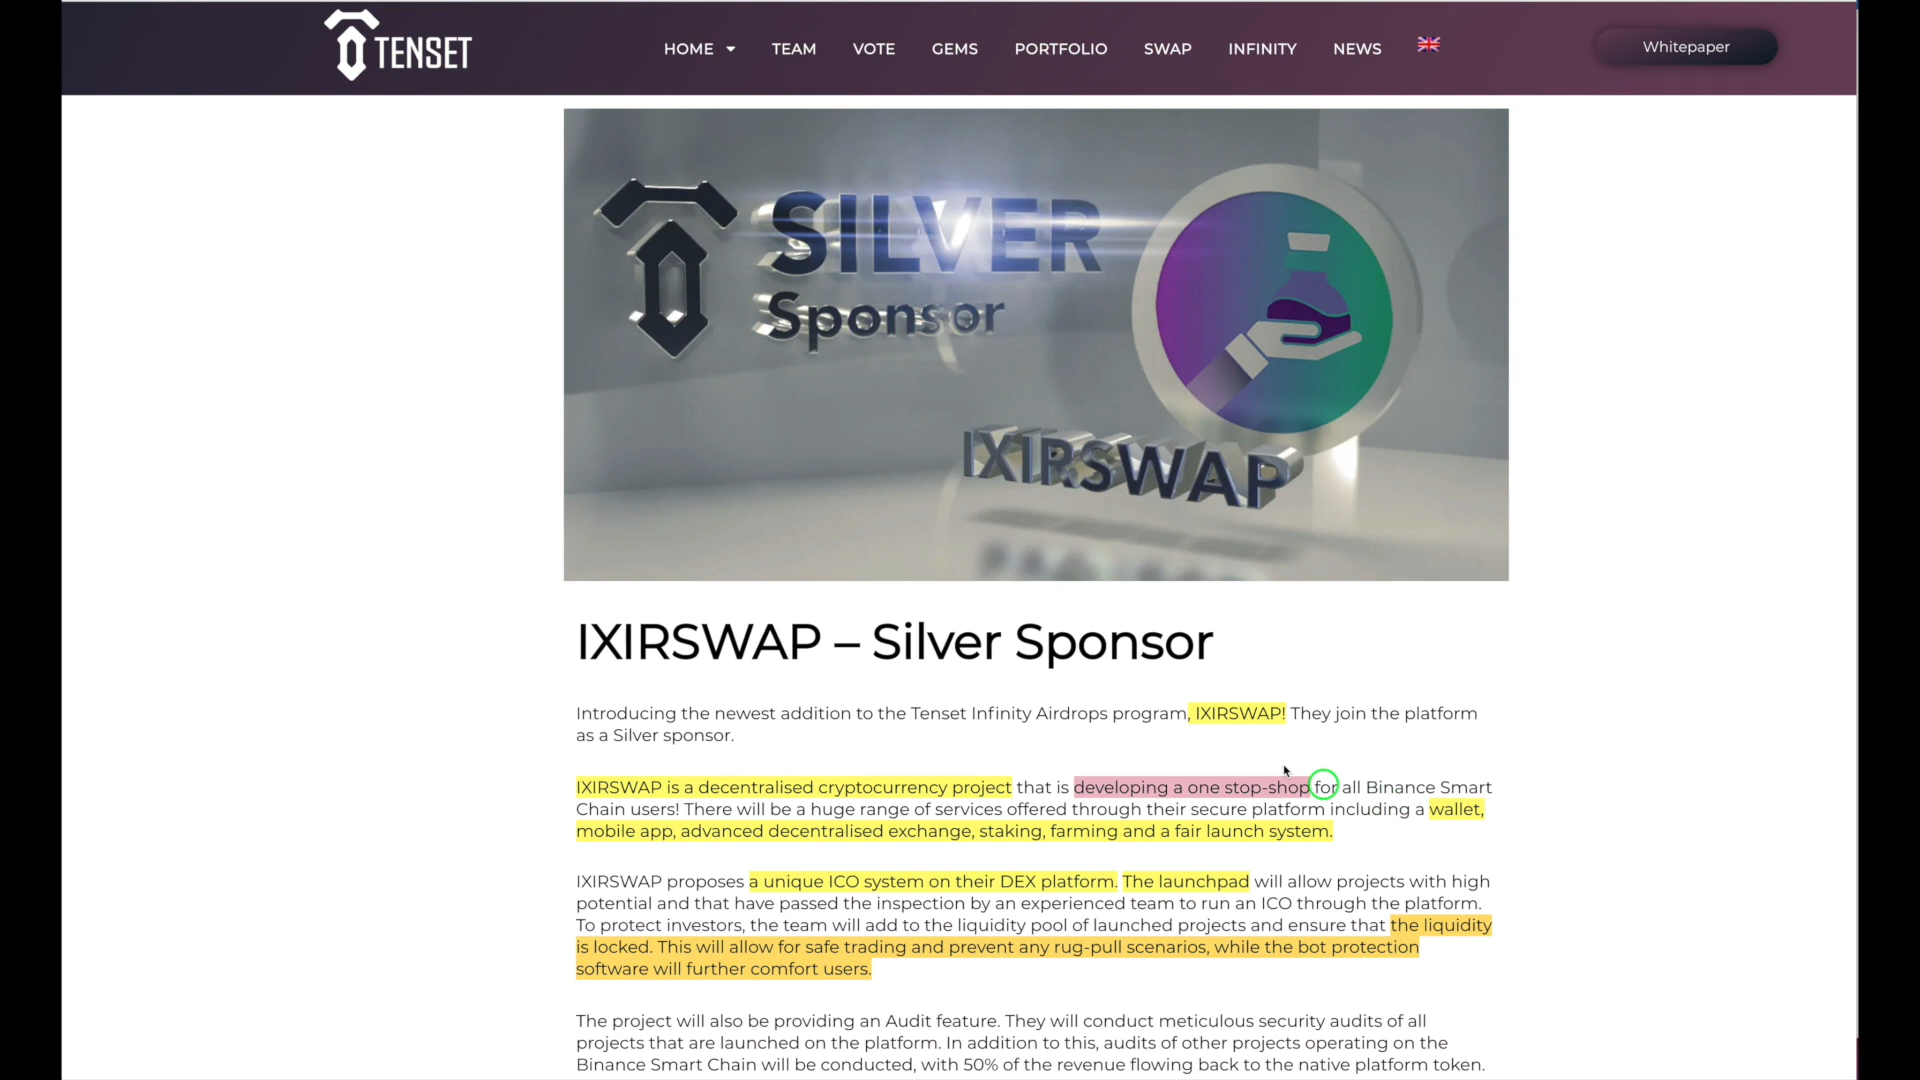 TENSET
HOME TEAM VOTE GEMS PORTFOLIO SWAP INFINITY NEWS
Whitepaper
SILVER
Sponsor
IXIRSWAP
IXIRSWAP – Silver Sponsor
Introducing the newest addition to the Tenset Infinity Airdrops program, IXIRSWAP! They join the platform
as a Silver sponsor.
IXIRSWAP is a decentralised cryptocurrency project that is developing a one stop-shop for all Binance Smart
Chain users! There will be a huge range of services offered through their secure platform including a wallet,
mobile app, advanced decentralised exchange, staking, farming and a fair launch system.
IXIRSWAP proposes a unique ICO system on their DEX platform. The launchpad will allow projects with high
potential and that have passed the inspection by an experienced team to run an ICO through the platform.
To protect investors, the team will add to the liquidity pool of launched projects and ensure that the liquidity
is locked. This will allow for safe trading and prevent any rug-pull scenarios, while the bot protection
software will further comfort users.
The project will also be providing an Audit feature. They will conduct meticulous security audits of all
projects that are launched on the platform. In addition to this, audits of other projects operating on the
Binance Smart Chain will be conducted, with 50% of the revenue flowing back to the native platform token.